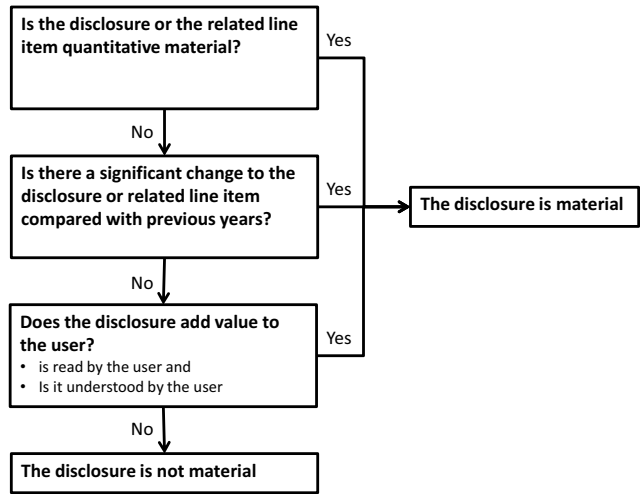 Is the disclosure or the related line
item quantitative material?
Yes
No
Is there a significant change to the
disclosure or related line item
compared with previous years?
Yes
The disclosure is material
No
Does the disclosure add value to
the user?
• is read by the user and
• Is it understood by the user
Yes
No
The disclosure is not material